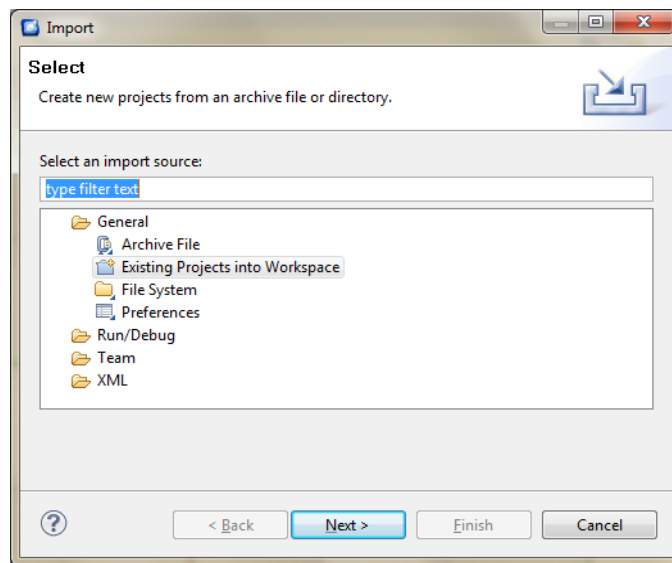 Import
Select
Create new projects from an archive file or directory.
Select an import source:
type filter text
General
Archive File
Existing Projects into Workspace
File System
Preferences
Run/Debug
Team
XML
? < Back Next > Finish Cancel